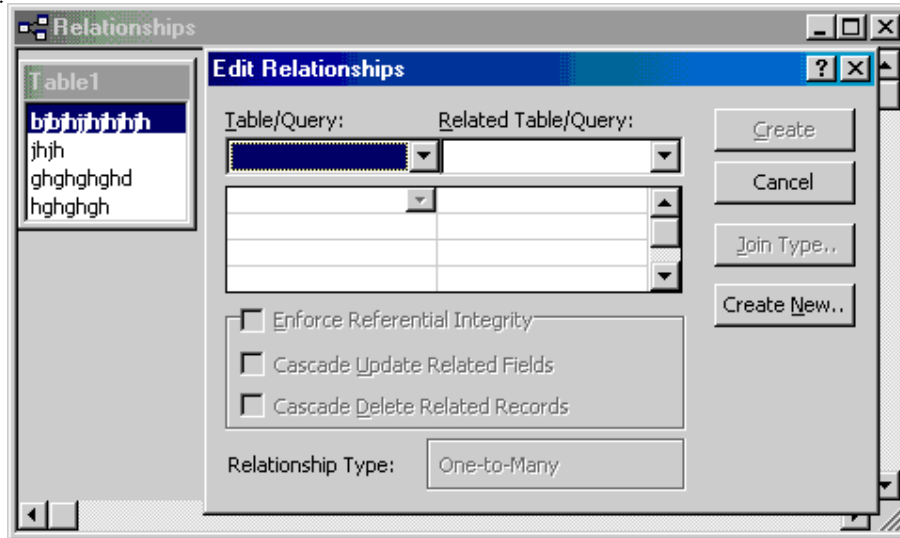 Relationships
Table1
jhjh
ghghghghd
hghghgh
Edit Relationships
Table/Query:
Related Table/Query:
Create
Cancel
Join Type..
Create New..
Enforce Referential Integrity
Cascade Update Related Fields
Cascade Delete Related Records
Relationship Type:
One-to-Many